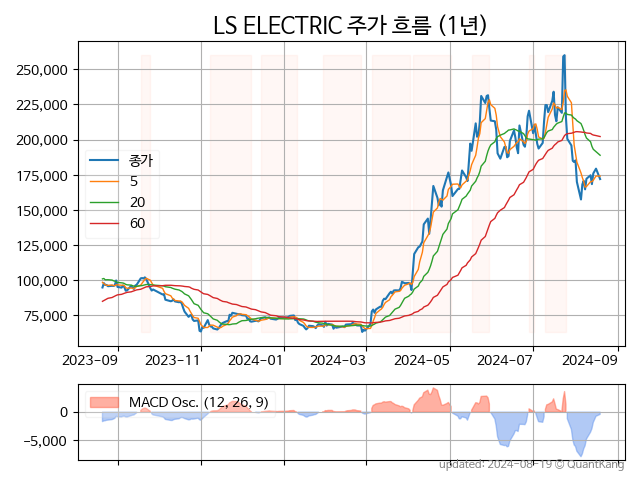 LS ELECTRIC 주가 흐름 (1년)
250,000
225,000
200,000
175,000
150,000
125,000
100,000
75,000
종가
5
20
60
2023-09 2023-11 2024-01 2024-03 2024-05 2024-07 2024-09
MACD Osc. (12, 26, 9)
0
-5,000
updated: 2024-08-19 © QuantKang